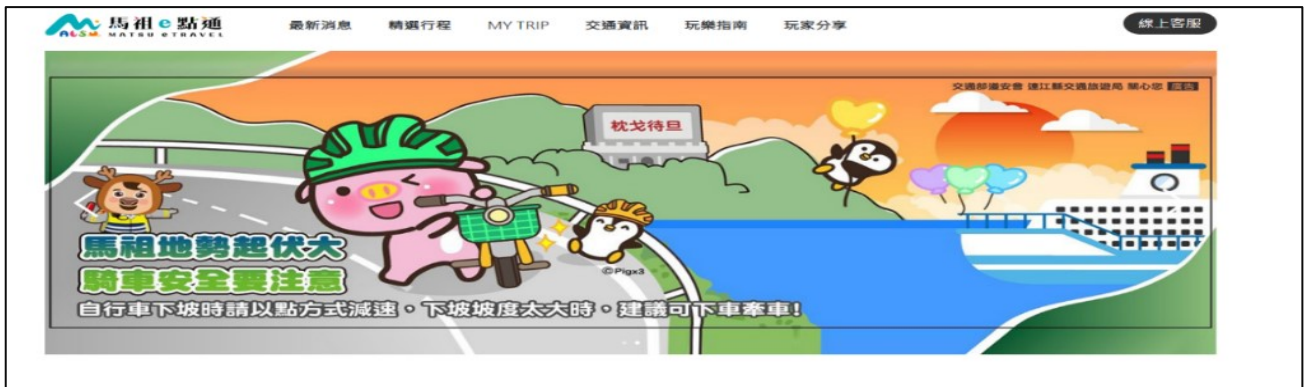 馬祖e點通
MATSU eTRAVEL
最新消息 精選行程 MY TRIP 交通資訊 玩樂指南 玩家分享
線上客服
交通部道安會 連江縣交通旅遊局 關心您 廣告
枕戈待旦
馬祖地勢起伏大
騎車安全要注意
©Pigx3
自行車下坡時請以點方式減速。下坡坡度太大時，建議可下車牽車!